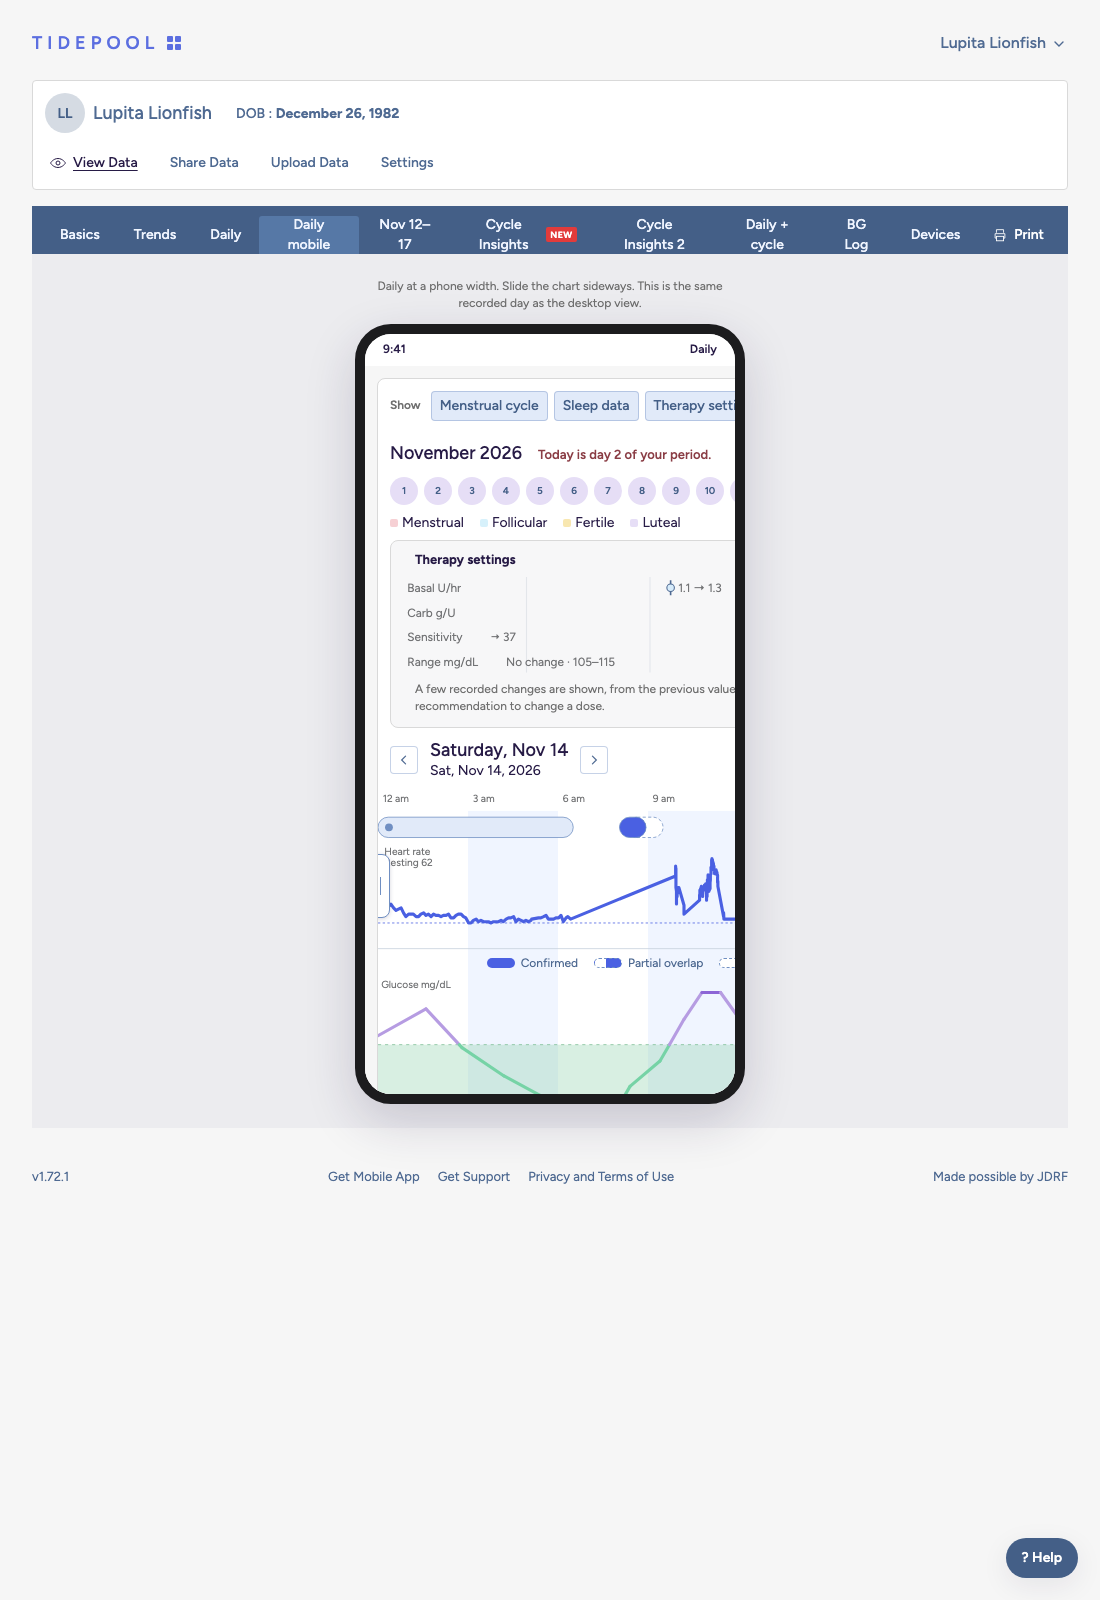 TIDEPOOL
Lupita Lionfish
LL
Lupita Lionfish
DOB : December 26, 1982
View Data
Share Data
Upload Data
Settings
Basics
Trends
Daily
Daily
mobile
Nov 12–
17
Cycle
Insights
NEW
Cycle
Insights 2
Daily +
cycle
BG
Log
Devices
Print
Daily at a phone width. Slide the chart sideways. This is the same
recorded day as the desktop view.
9:41
Daily
Show
Menstrual cycle
Sleep data
Therapy setti
November 2026
Today is day 2 of your period.
1 2 3 4 5 6 7 8 9 10
Menstrual
Follicular
Fertile
Luteal
Therapy settings
Basal U/hr
1.1 → 1.3
Carb g/U
Sensitivity
→ 37
Range mg/dL
No change · 105–115
A few recorded changes are shown, from the previous value
recommendation to change a dose.
Saturday, Nov 14
Sat, Nov 14, 2026
12 am
3 am
6 am
9 am
Heart rate
esting 62
Confirmed
Partial overlap
Glucose mg/dL
v1.72.1
Get Mobile App
Get Support
Privacy and Terms of Use
Made possible by JDRF
? Help